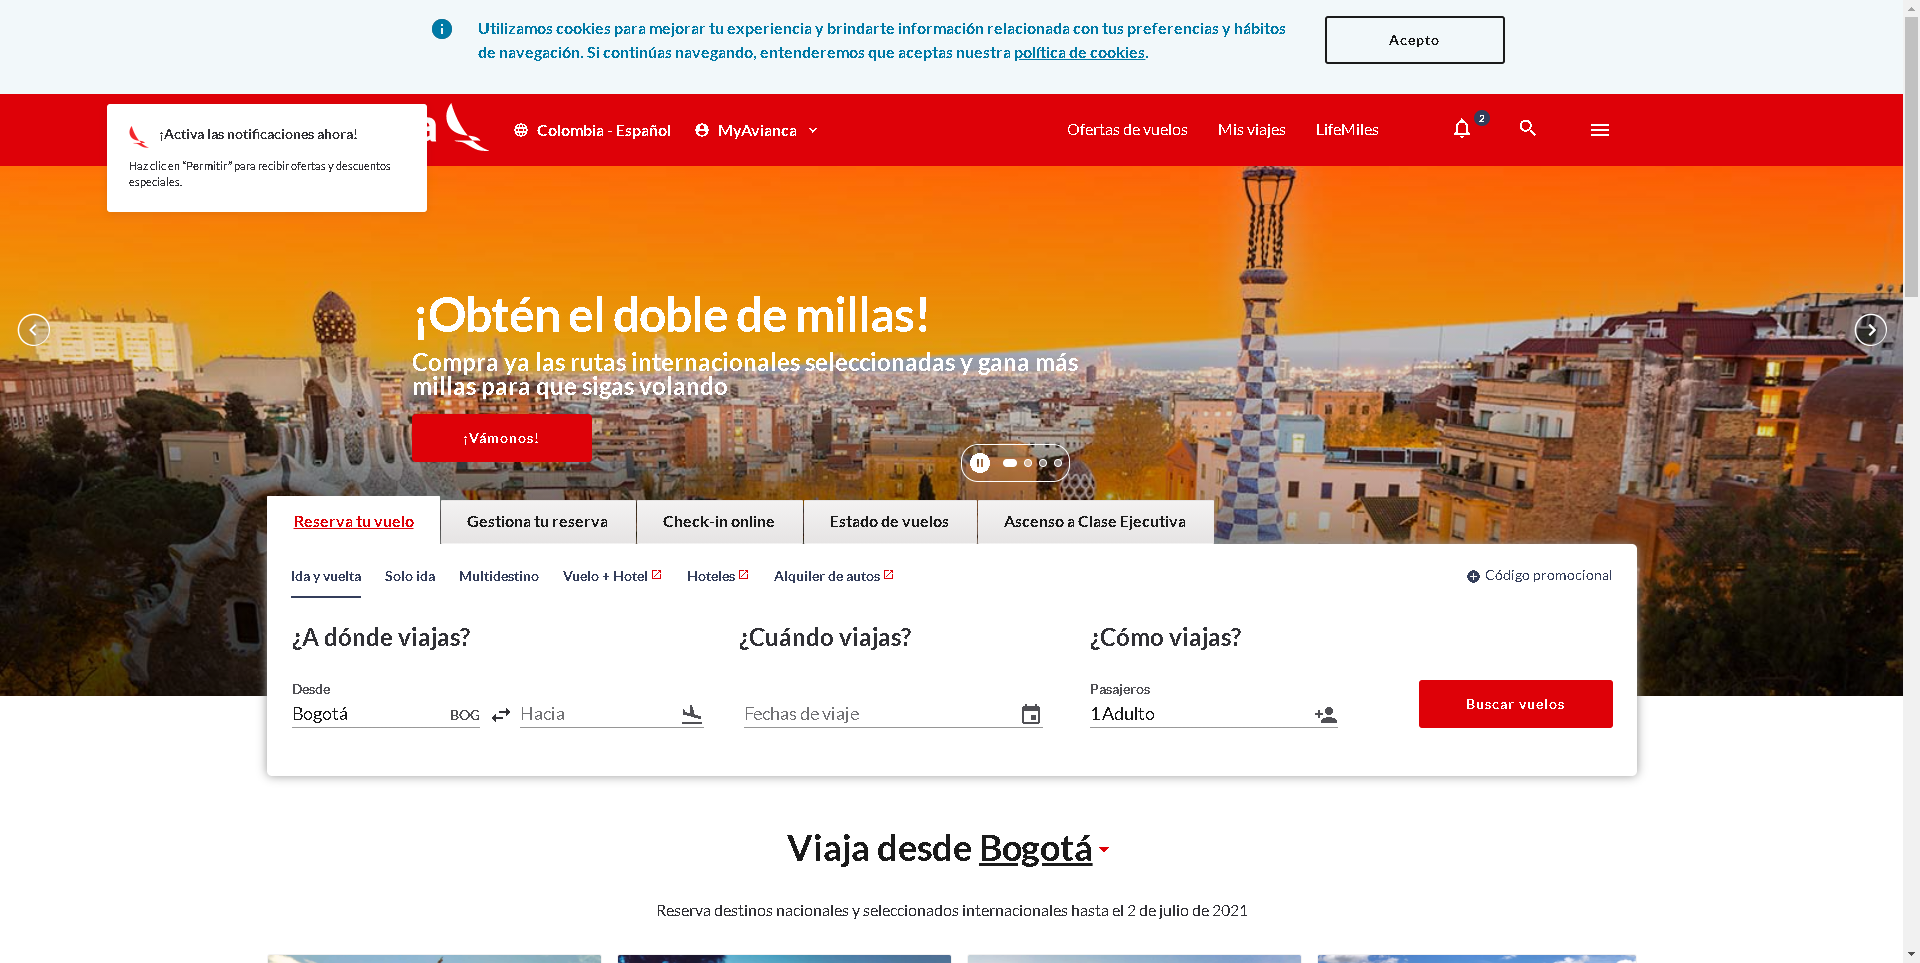 Utilizamos cookies para mejorar tu experiencia y brindarte información relacionada con tus preferencias y hábitos
de navegación. Si continúas navegando, entenderemos que aceptas nuestra política de cookies.
Acepto
¡Activa las notificaciones ahora!
Haz clic en “Permitir” para recibir ofertas y descuentos
especiales.
a
Colombia - Español
MyAvianca
Ofertas de vuelos
Mis viajes
LifeMiles
2
¡Obtén el doble de millas!
Compra ya las rutas internacionales seleccionadas y gana más
millas para que sigas volando
¡Vámonos!
Reserva tu vuelo
Gestiona tu reserva
Check-in online
Estado de vuelos
Ascenso a Clase Ejecutiva
Ida y vuelta
Solo ida
Multidestino
Vuelo + Hotel
Hoteles
Alquiler de autos
Código promocional
¿A dónde viajas?
¿Cuándo viajas?
¿Cómo viajas?
Desde
Pasajeros
Bogotá
BOG
Hacia
Fechas de viaje
1 Adulto
Buscar vuelos
Viaja desde Bogotá
Reserva destinos nacionales y seleccionados internacionales hasta el 2 de julio de 2021